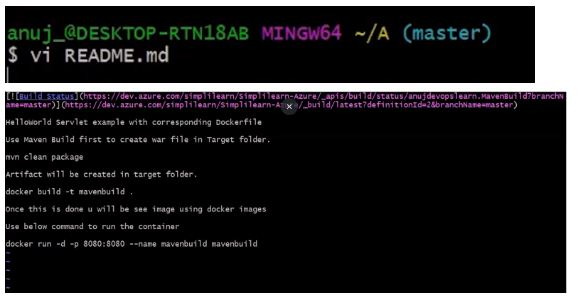 anuj_@DESKTOP-RTN18AB MINGW64 ~/A (master)
$ vi README.md
[![Build Status](https://dev.azure.com/simplilearn/Simplilearn-Azure/_apis/build/status/anujdevopslearn.MavenBuild?branchN
ame=master)](https://dev.azure.com/simplilearn/Simplilearn-Azure/_build/latest?definitionId=2&branchName=master)
HelloWorld Servlet example with corresponding Dockerfile
Use Maven Build first to create war file in Target folder.
mvn clean package
Artifact will be created in target folder.
docker build -t mavenbuild .
Once this is done u will be see image using docker images
Use below command to run the container
docker run -d -p 8080:8080 --name mavenbuild mavenbuild
~
~
~
~